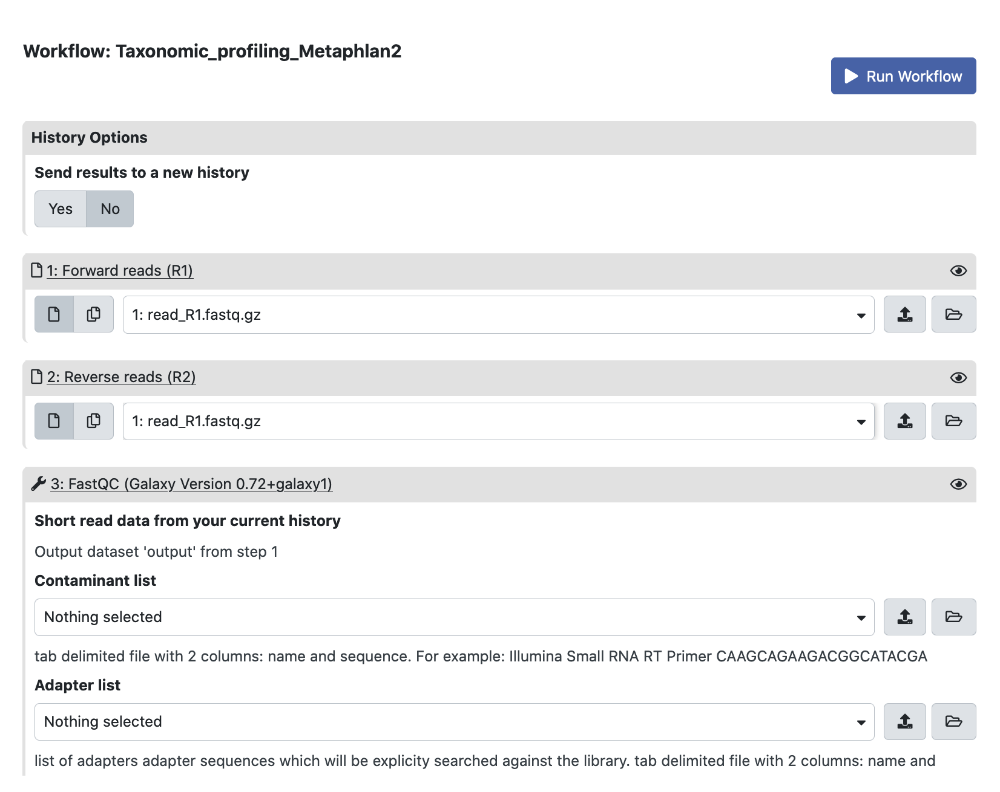 Workflow: Taxonomic_profiling_Metaphlan2
Run Workflow
History Options
Send results to a new history
Yes No
1: Forward reads (R1)
1: read_R1.fastq.gz
2: Reverse reads (R2)
1: read_R1.fastq.gz
3: FastQC (Galaxy Version 0.72+galaxy1)
Short read data from your current history
Output dataset 'output' from step 1
Contaminant list
Nothing selected
tab delimited file with 2 columns: name and sequence. For example: Illumina Small RNA RT Primer CAAGCAGAAGACGGCATACGA
Adapter list
Nothing selected
list of adapters adapter sequences which will be explicity searched against the library. tab delimited file with 2 columns: name and